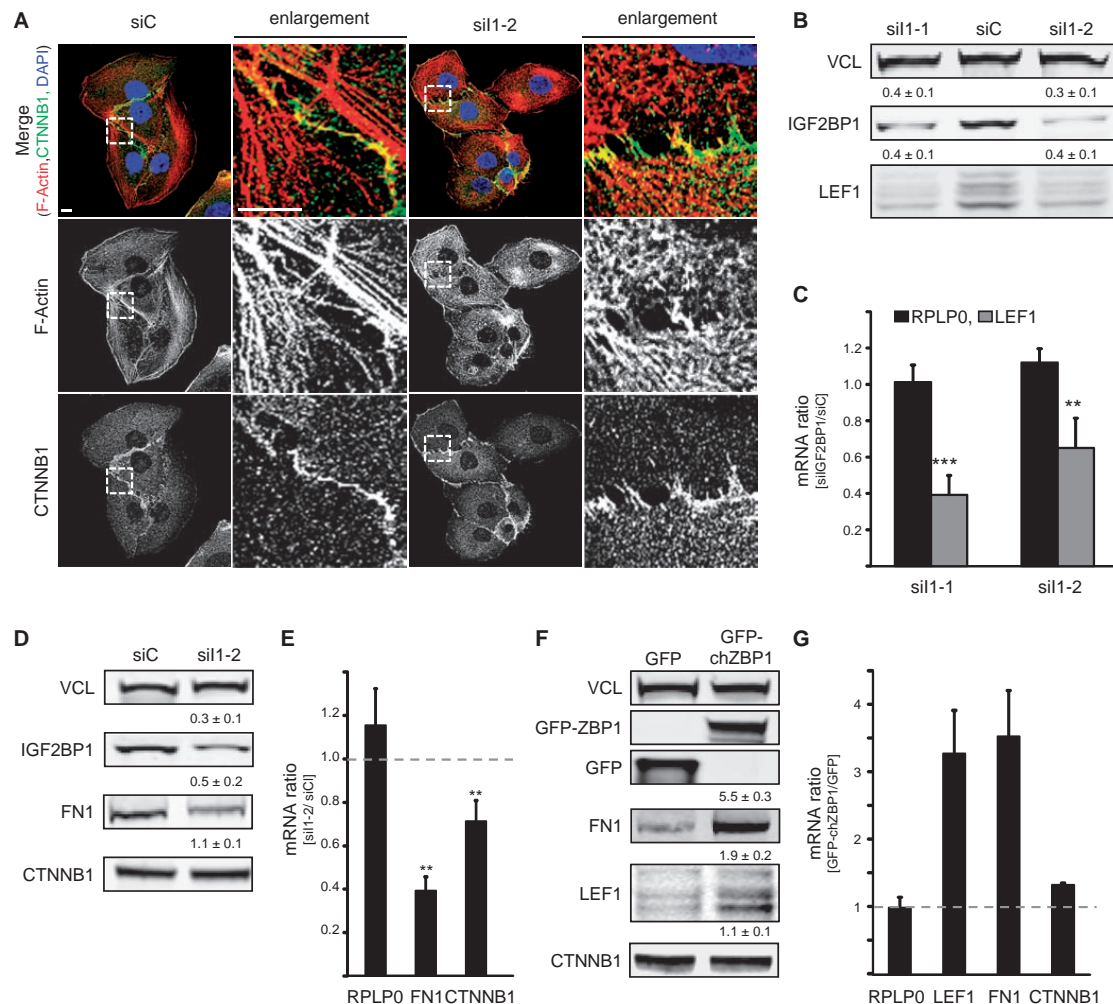 A
siC
enlargement
siI1-2
enlargement
Merge
(F-Actin,CTNNB1, DAPI)
F-Actin
CTNNB1
B
siI1-1 siC siI1-2
VCL
0.4 ± 0.1 0.3 ± 0.1
IGF2BP1
0.4 ± 0.1 0.4 ± 0.1
LEF1
C
RPLP0, LEF1
mRNA ratio
[siIGF2BP1/siC]
1.2
1.0
0.8
0.6
0.4
0.2
***
**
siI1-1 siI1-2
D
siC siI1-2
VCL
0.3 ± 0.1
IGF2BP1
0.5 ± 0.2
FN1
1.1 ± 0.1
CTNNB1
E
mRNA ratio
[siI1-2/ siCl]
1.2
1.0
0.8
0.6
0.4
0.2
**
**
RPLP0 FN1 CTNNB1
F
GFP GFP-
chZBP1
VCL
GFP-ZBP1
GFP
5.5 ± 0.3
FN1
1.9 ± 0.2
LEF1
1.1 ± 0.1
CTNNB1
G
mRNA ratio
[GFP-chZBP1/GFP]
4
3
2
1
RPLP0 LEF1 FN1 CTNNB1